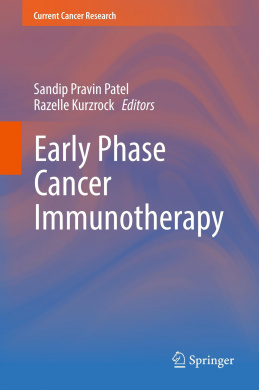 Current Cancer Research
Sandip Pravin Patel
Razelle Kurzrock Editors
Early Phase
Cancer
Immunotherapy
Springer